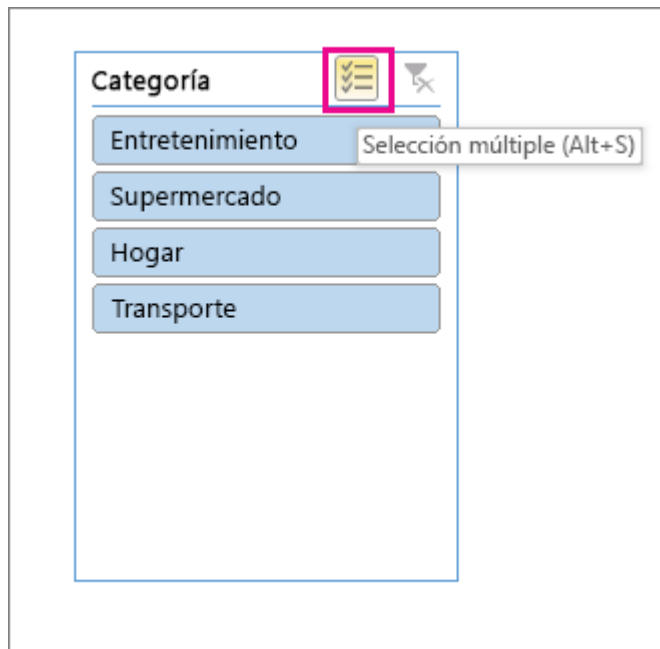 Categoría
Entretenimiento
Selección múltiple (Alt+S)
Supermercado
Hogar
Transporte